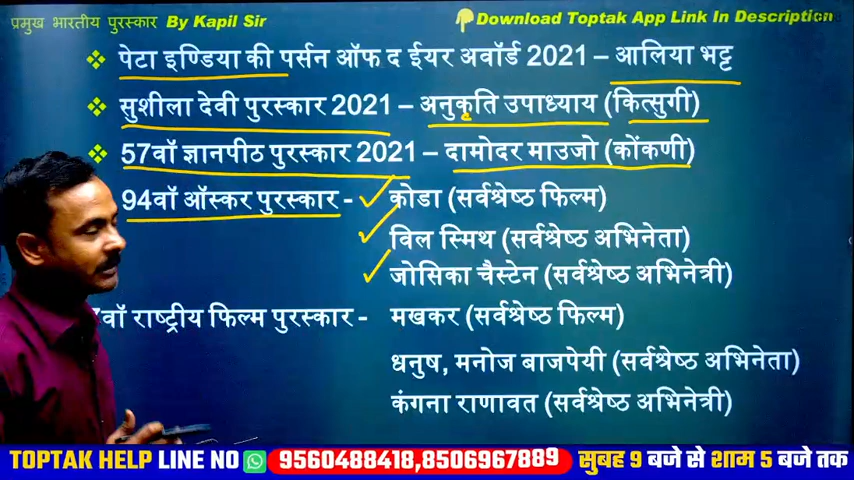 प्रमुख भारतीय पुरस्कार By Kapil Sir
Download Toptak App Link In Description
पेटा इण्डिया की पर्सन ऑफ द ईयर अवॉर्ड 2021 – आलिया भट्ट
सुशीला देवी पुरस्कार 2021 – अनुकृति उपाध्याय (कित्सुगी)
57वॉ ज्ञानपीठ पुरस्कार 2021 – दामोदर माउजो (कोंकणी)
94वॉ ऑस्कर पुरस्कार - कोडा (सर्वश्रेष्ठ फिल्म)
विल स्मिथ (सर्वश्रेष्ठ अभिनेता)
जोसिका चैस्टेन (सर्वश्रेष्ठ अभिनेत्री)
7वॉ राष्ट्रीय फिल्म पुरस्कार - मखकर (सर्वश्रेष्ठ फिल्म)
धनुष, मनोज बाजपेयी (सर्वश्रेष्ठ अभिनेता)
कंगना राणावत (सर्वश्रेष्ठ अभिनेत्री)
TOPTAK HELP LINE NO 9560488418,8506967889 सुबह 9 बजे से शाम 5 बजे तक